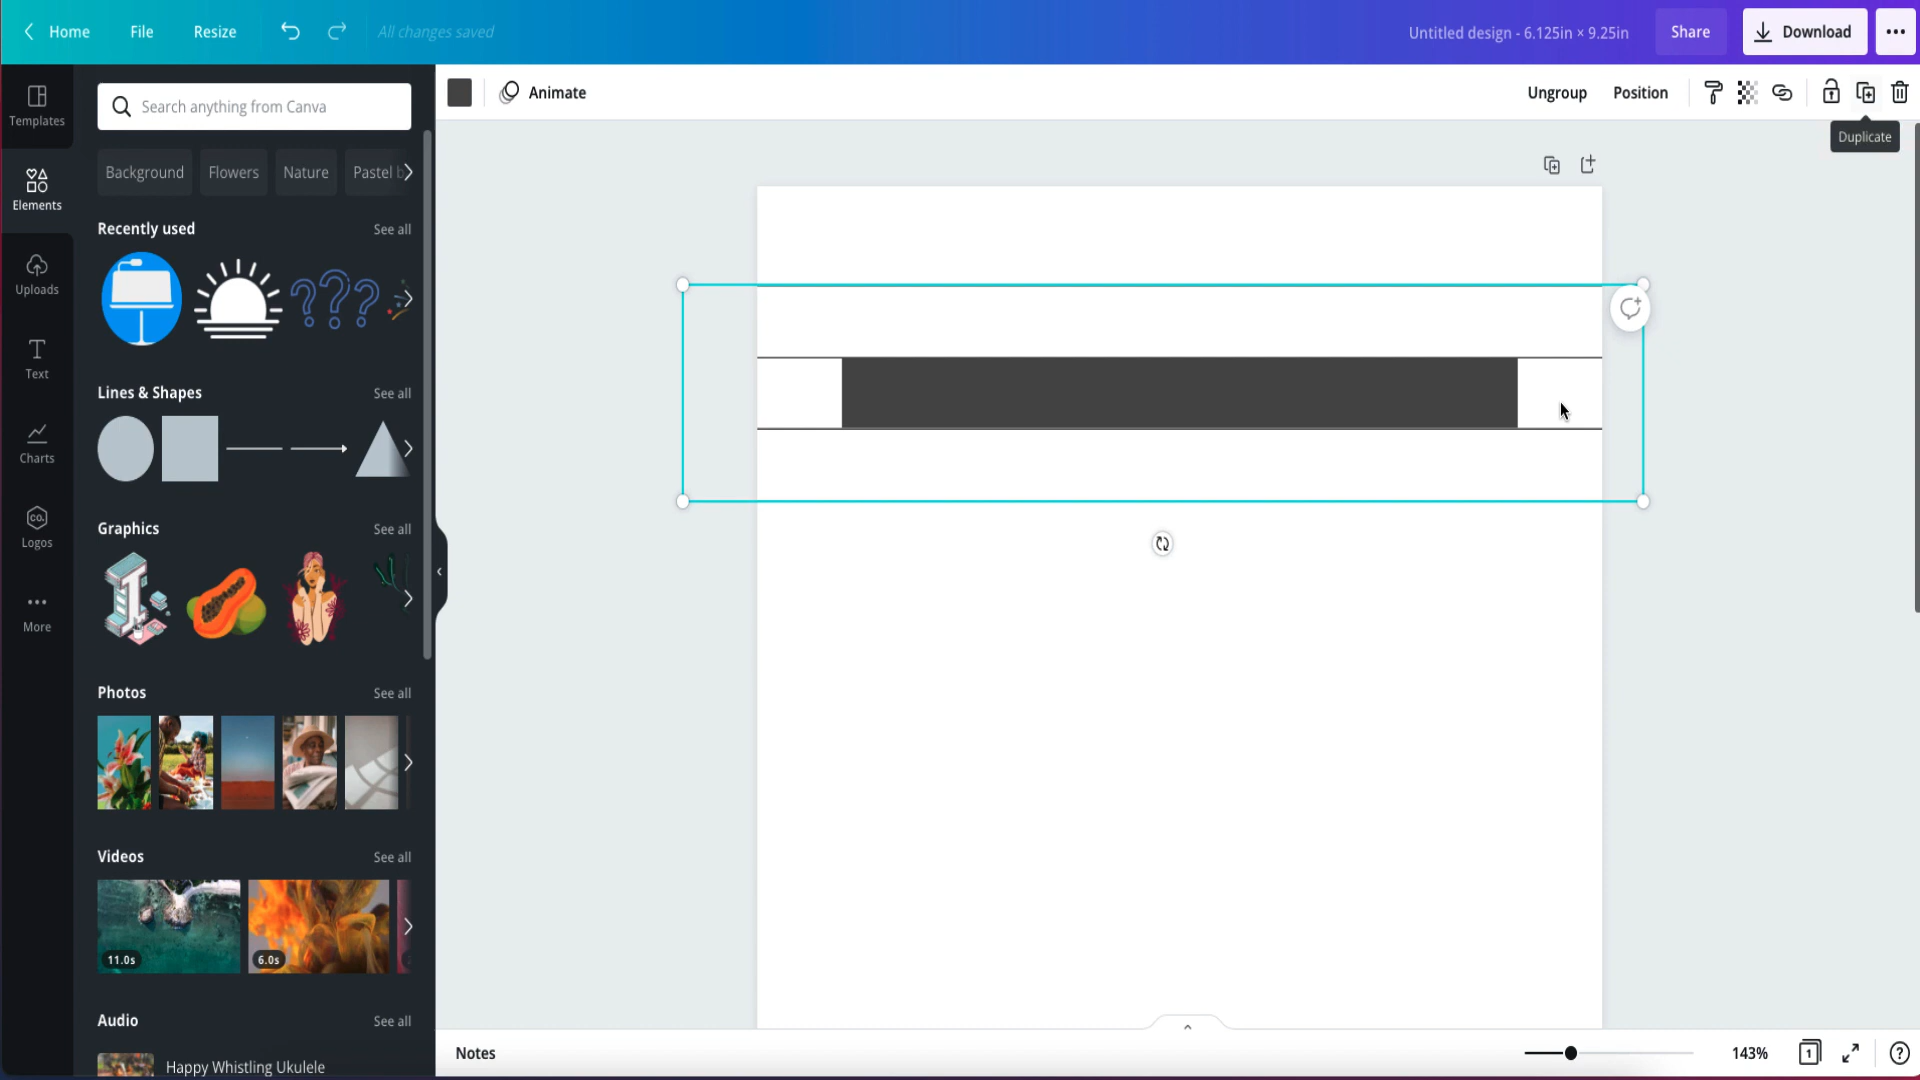 Home File Resize All changes saved Untitled design - 6.125in × 9.25in Share Download
Templates
Elements
Uploads
Text
Charts
CO.
Logos
More
Search anything from Canva
Background Flowers Nature Pastel b
Recently used See all
Lines & Shapes See all
Graphics See all
Photos See all
Videos See all
11.0s 6.0s
Audio See all
Happy Whistling Ukulele
Animate Ungroup Position
Duplicate
Notes 143% 1 ?